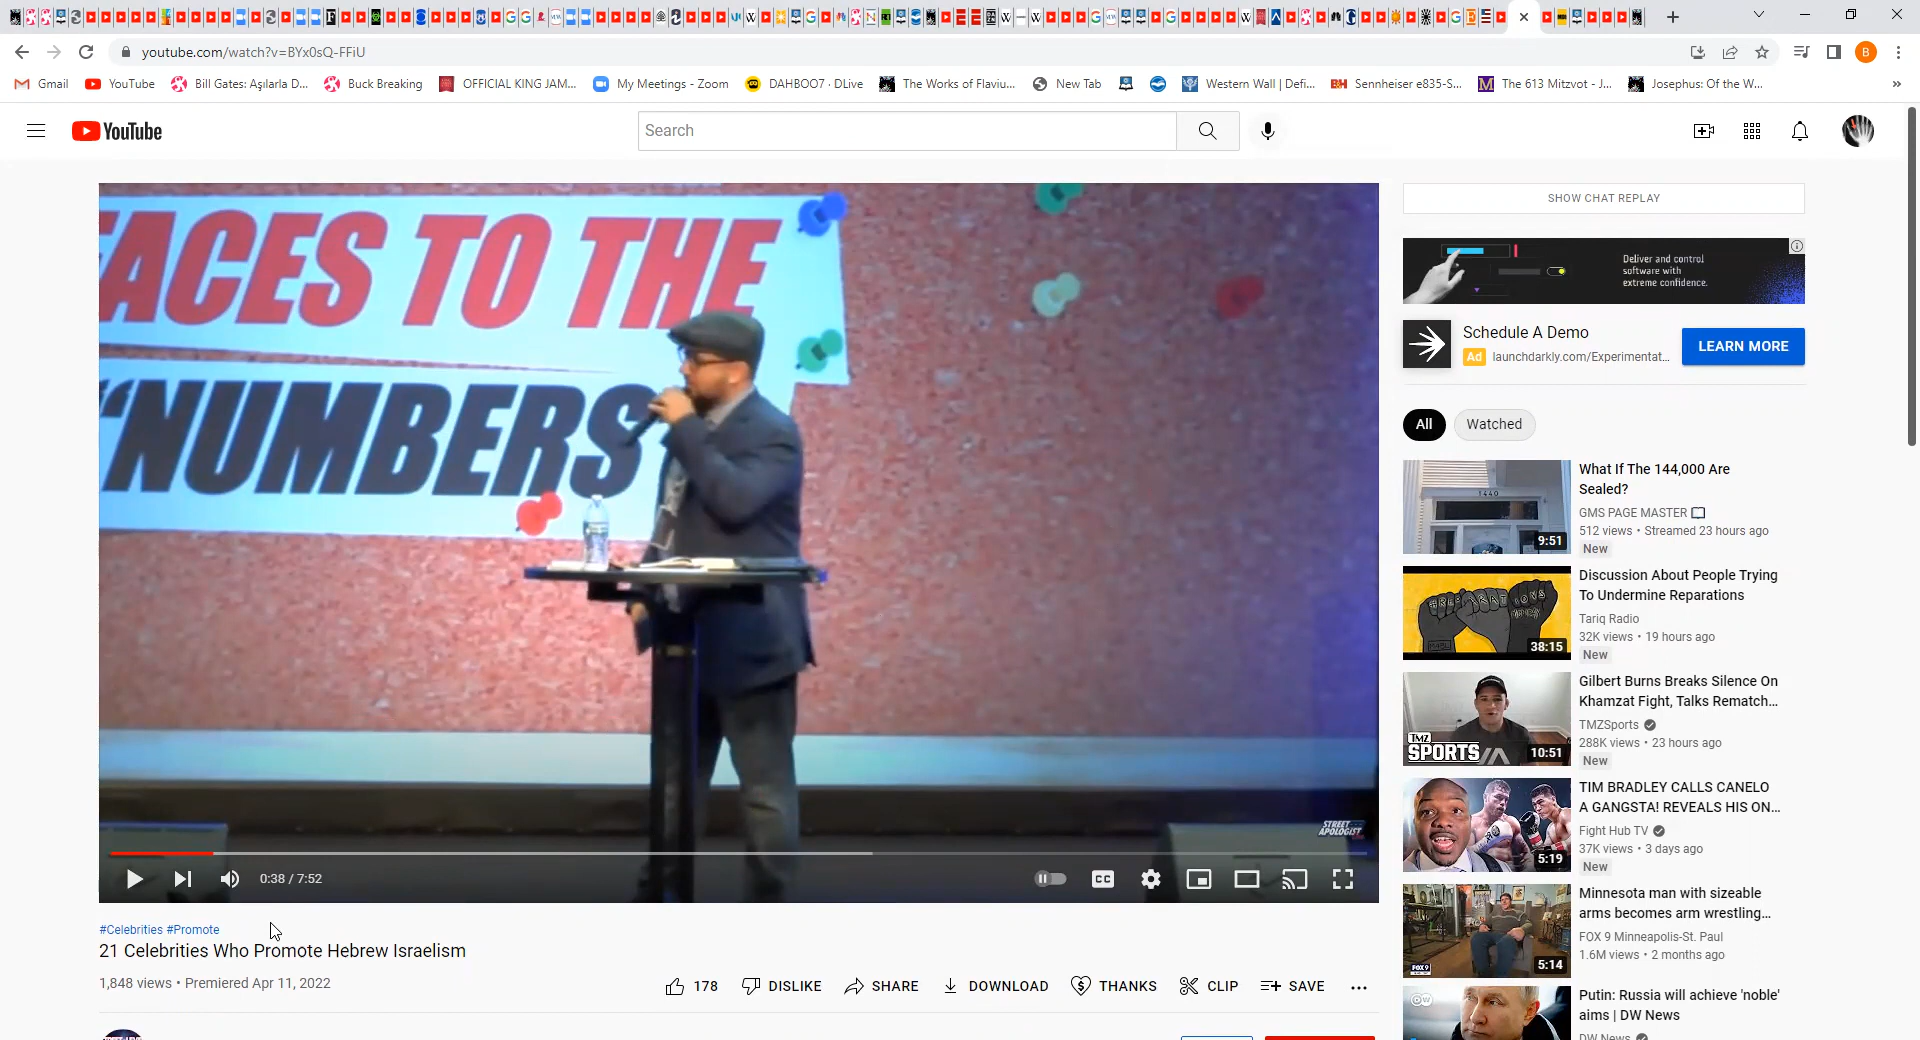 youtube.com/watch?v=BYx0sQ-FFiU
B
Gmail
YouTube
Bill Gates: Aşılarla D...
Buck Breaking
OFFICIAL KING JAM...
My Meetings - Zoom
DAHBOO7 · DLive
The Works of Flaviu...
New Tab
Western Wall | Defi...
Sennheiser e835-S...
The 613 Mitzvot - J...
Josephus: Of the W...
»
YouTube
Search
FACES TO THE
"NUMBERS"
STREET
APOLOGIST
0:38 / 7:52
CC
#Celebrities #Promote
21 Celebrities Who Promote Hebrew Israelism
1,848 views • Premiered Apr 11, 2022
178
DISLIKE
SHARE
DOWNLOAD
THANKS
CLIP
SAVE
SHOW CHAT REPLAY
Deliver and control
software with
extreme confidence.
Schedule A Demo
Ad launchdarkly.com/Experimentat...
LEARN MORE
All
Watched
1440
9:51
What If The 144,000 Are
Sealed?
GMS PAGE MASTER
512 views • Streamed 23 hours ago
New
38:15
Discussion About People Trying
To Undermine Reparations
Tariq Radio
32K views • 19 hours ago
New
TMZ
SPORTS
10:51
Gilbert Burns Breaks Silence On
Khamzat Fight, Talks Rematch...
TMZSports
288K views • 23 hours ago
New
5:19
TIM BRADLEY CALLS CANELO
A GANGSTA! REVEALS HIS ON...
Fight Hub TV
37K views • 3 days ago
New
FOX 9
5:14
Minnesota man with sizeable
arms becomes arm wrestling...
FOX 9 Minneapolis-St. Paul
1.6M views • 2 months ago
DW
Putin: Russia will achieve 'noble'
aims | DW News
DW News